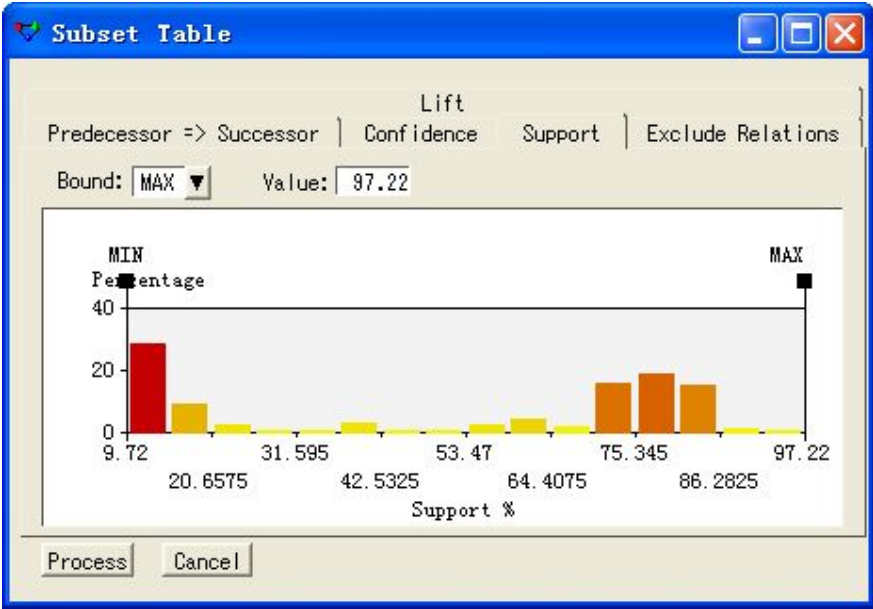 Subset Table
Lift
Predecessor => Successor Confidence Support Exclude Relations
Bound: MAX Value: 97.22
MIN MAX
Percentage
40
20
0
9.72 31.595 53.47 75.345 97.22
20.6575 42.5325 64.4075 86.2825
Support %
Process Cancel